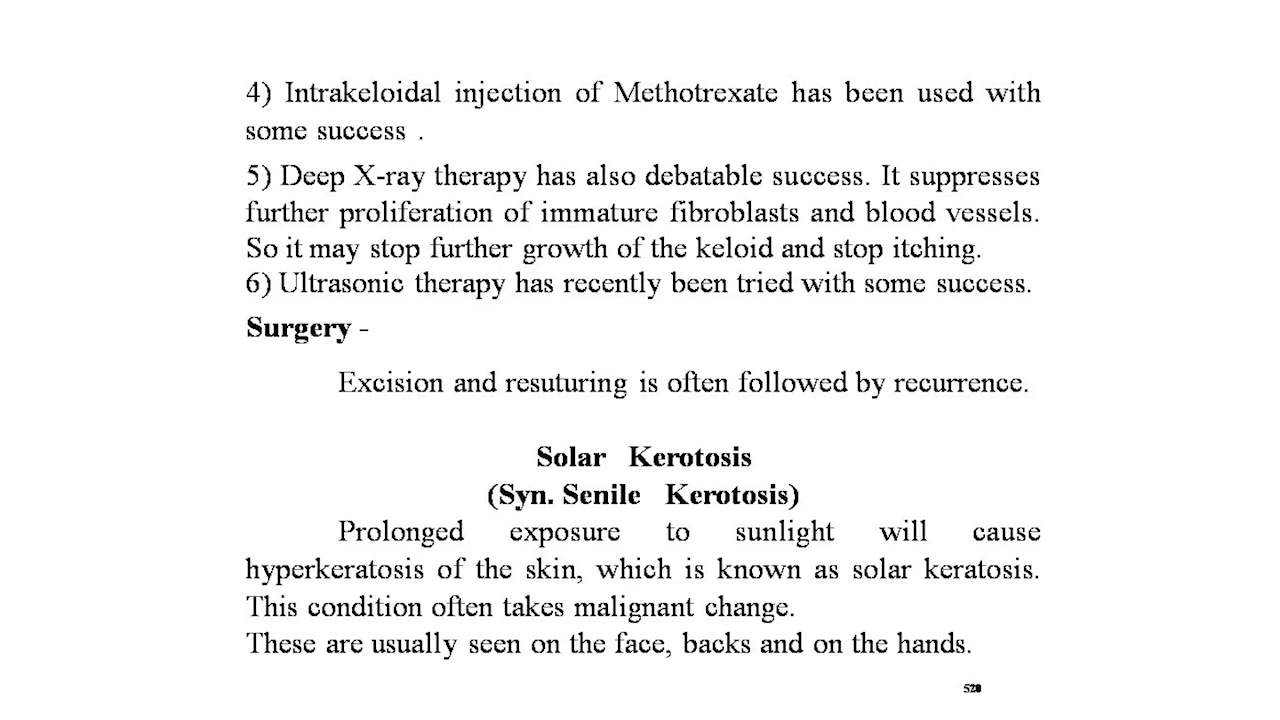 4) Intrakeloidal injection of Methotrexate has been used with
some success .
5) Deep X-ray therapy has also debatable success. It suppresses
further proliferation of immature fibroblasts and blood vessels.
So it may stop further growth of the keloid and stop itching.
6) Ultrasonic therapy has recently been tried with some success.
Surgery -
Excision and resuturing is often followed by recurrence.
Solar Kerotosis
(Syn. Senile Kerotosis)
Prolonged exposure to sunlight will cause
hyperkeratosis of the skin, which is known as solar keratosis.
This condition often takes malignant change.
These are usually seen on the face, backs and on the hands.